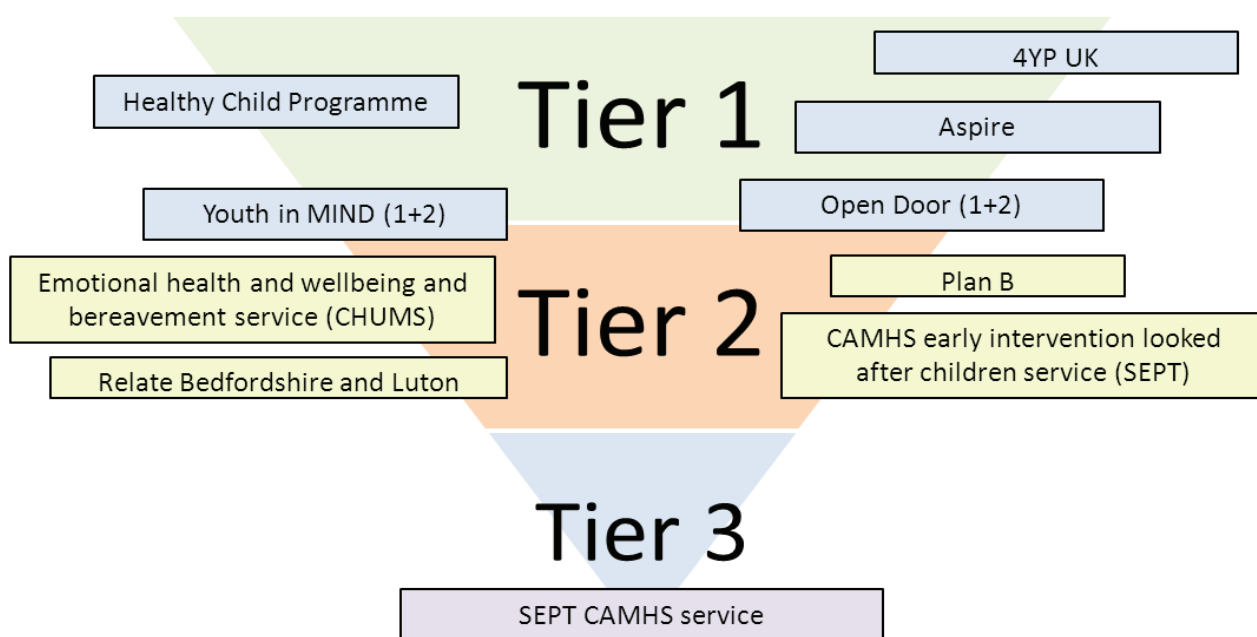 4YP UK
Healthy Child Programme
Tier 1
Aspire
Youth in MIND (1+2)
Open Door (1+2)
Emotional health and wellbeing and
bereavement service (CHUMS)
Tier 2
Plan B
CAMHS early intervention looked
after children service (SEPT)
Relate Bedfordshire and Luton
Tier 3
SEPT CAMHS service